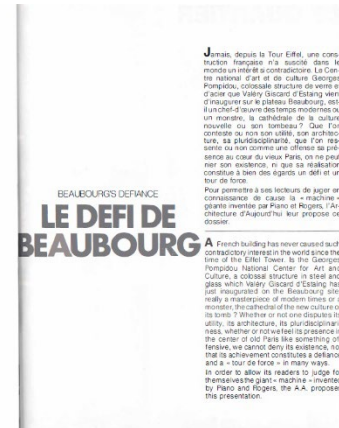 BEAUBOURG'S DEFIANCE
LE DEFI DE
BEAUBOURG
Jamais, depuis la Tour Eiffel, une cons-
truction française n'a suscité dans le
monde un intérêt si contradictoire. Le Cen-
tre national d'art et de culture Georges
Pompidou, colossale structure de verre et
d'acier que Valéry Giscard d'Estaing vient
d'inaugurer sur le plateau Beaubourg, est-
il un chef-d'œuvre des temps modernes ou
un monstre, la cathédrale de la culture
nouvelle ou son tombeau ? Que l'on
conteste ou non son utilité, son architec-
ture, sa pluridisciplinarité, que l'on res-
sente ou non comme une offense sa pré-
sence au cœur du vieux Paris, on ne peut
nier son existence, ni que sa réalisation
constitue à bien des égards un défi et un
tour de force.
Pour permettre à ses lecteurs de juger en
connaissance de cause la « machine »
géante inventée par Piano et Rogers, l'Ar-
chitecture d'Aujourd'hui leur propose ce
dossier.
A French building has never caused such
contradictory interest in the world since the
time of the Eiffel Tower. Is the Georges
Pompidou National Center for Art and
Culture, a colossal structure in steel and
glass which Valéry Giscard d'Estaing has
just inaugurated on the Beaubourg site
really a masterpiece of modern times or a
monster, the cathedral of the new culture or
its tomb ? Whether or not one disputes its
utility, its architecture, its pluridisciplinari-
ness, whether or not we feel its presence in
the center of old Paris like something of-
fensive, we cannot deny its existence, nor
that its achievement constitutes a defiance
and a « tour de force » in many ways.
In order to allow its readers to judge for
themselves the giant « machine » invented
by Piano and Rogers, the A.A. proposes
this presentation.